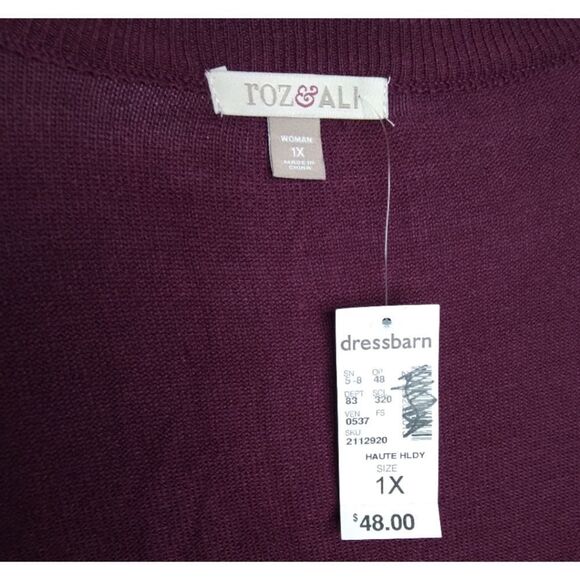 roz&ALI
WOMAN
1X
MADE IN
CHINA
dressbarn
SN OP
5-8 48
DEPT
83 320
VEN FS
0537
SKU
2112920
HAUTE HLDY
SIZE
1X
$48.00